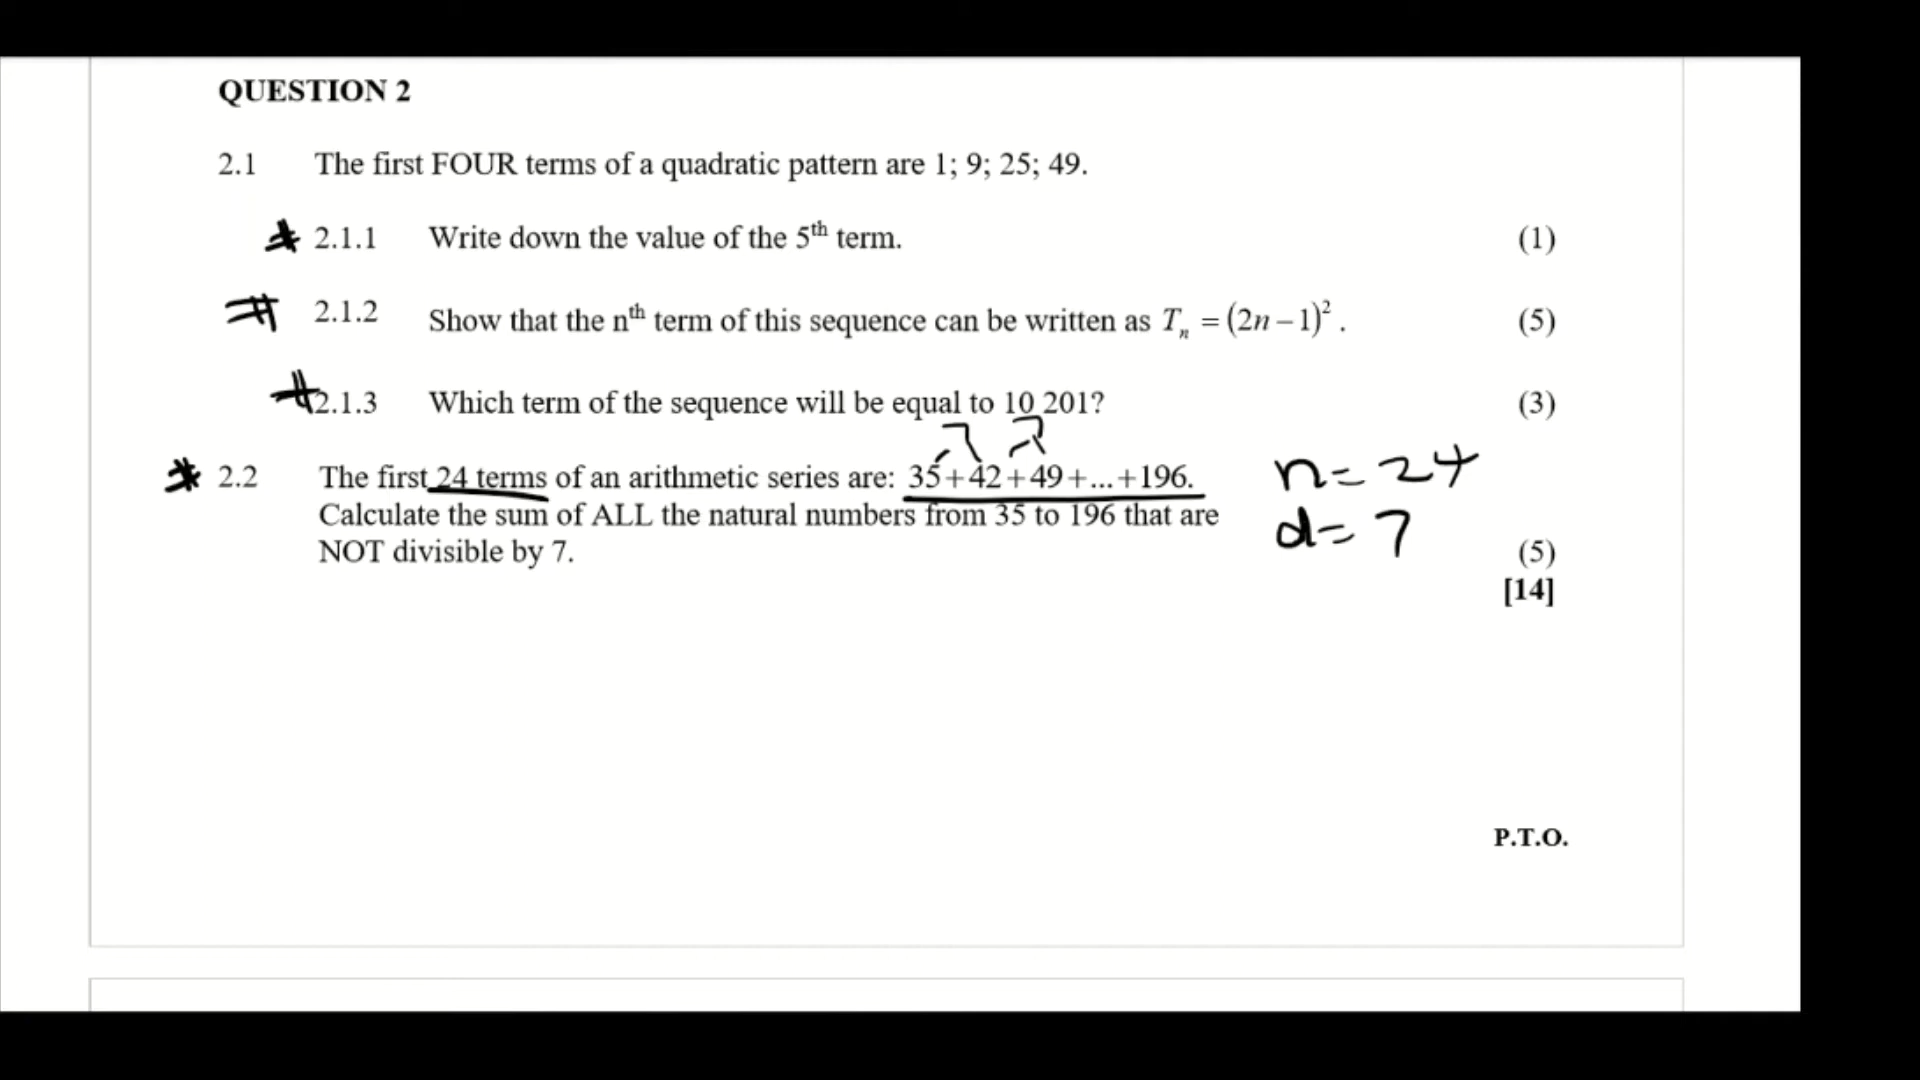 QUESTION 2
2.1 The first FOUR terms of a quadratic pattern are 1; 9; 25; 49.
2.1.1 Write down the value of the 5th term. (1)
2.1.2 Show that the nth term of this sequence can be written as Tₙ = (2n – 1)². (5)
2.1.3 Which term of the sequence will be equal to 10 201? (3)
7 7
2.2 The first 24 terms of an arithmetic series are: 35 + 42 + 49 + ... + 196. n = 24
Calculate the sum of ALL the natural numbers from 35 to 196 that are d = 7
NOT divisible by 7. (5)
[14]
P.T.O.